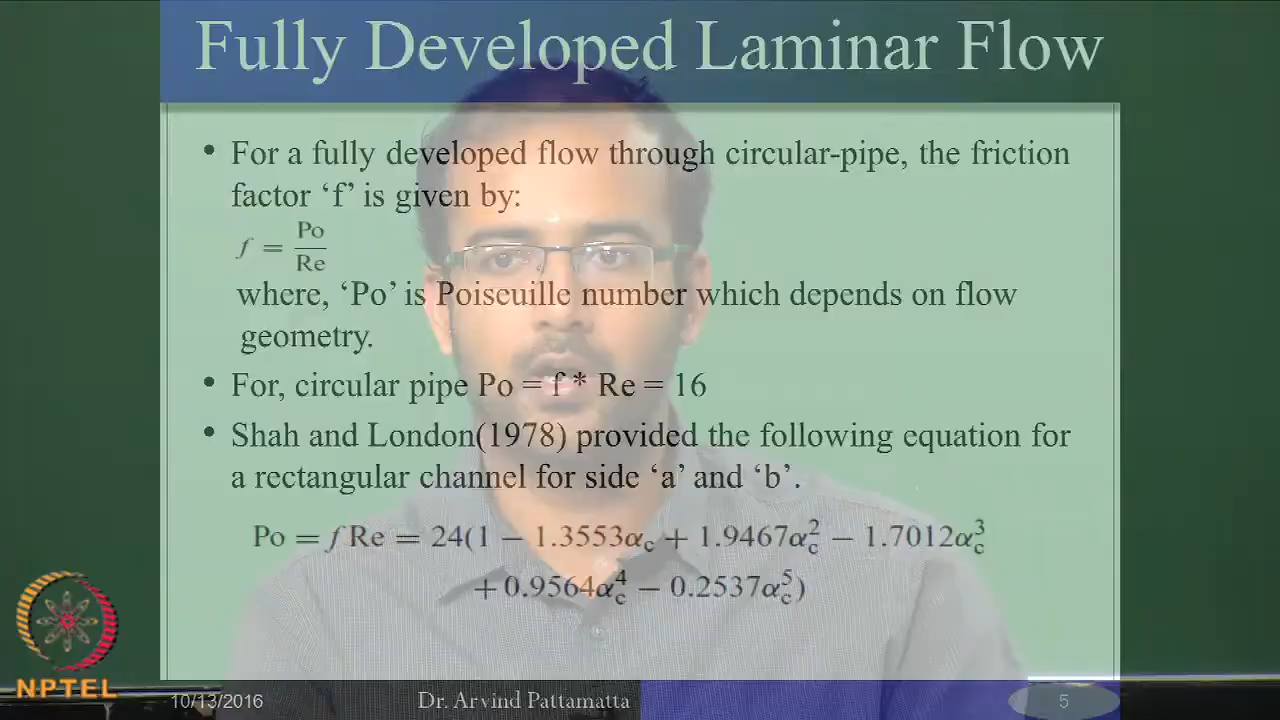 Fully Developed Laminar Flow
• For a fully developed flow through circular-pipe, the friction
factor ‘f’ is given by:
f = Po/Re
where, ‘Po’ is Poiseuille number which depends on flow
geometry.
• For, circular pipe Po = f * Re = 16
• Shah and London(1978) provided the following equation for
a rectangular channel for side ‘a’ and ‘b’.
Po = f Re = 24(1 − 1.3553α_c + 1.9467α_c^2 − 1.7012α_c^3
+ 0.9564α_c^4 − 0.2537α_c^5)
NPTEL
10/13/2016 Dr. Arvind Pattamatta 5